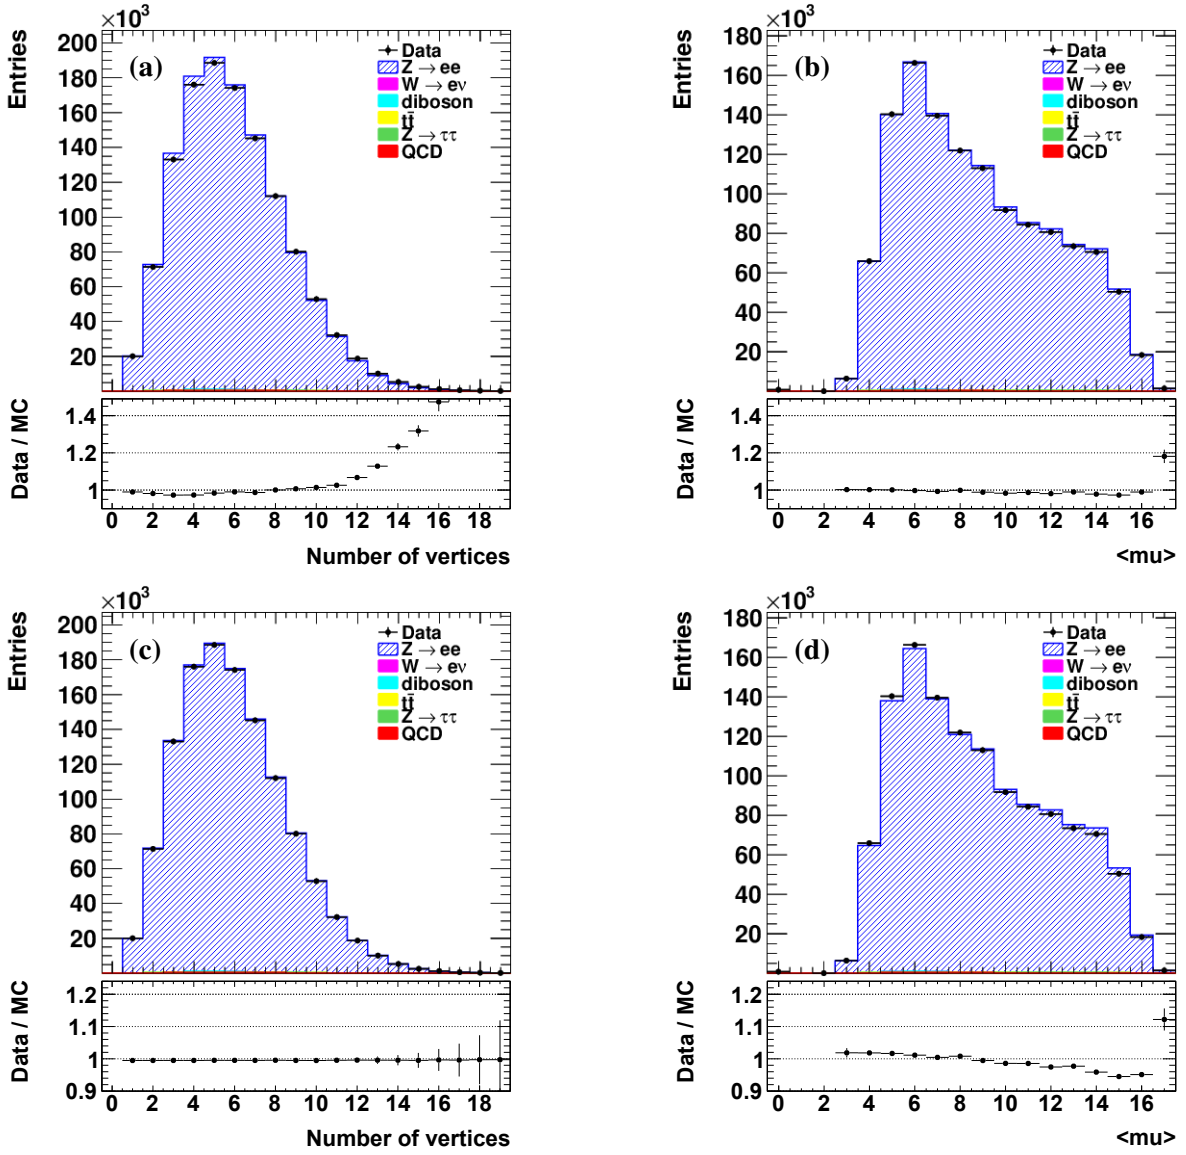 ×10³
Entries
200
180
160
140
120
100
80
60
40
20
(a)
Data
Z → ee
W → eν
diboson
tt̄
Z → ττ
QCD
Data / MC
1.4
1.2
1
0 2 4 6 8 10 12 14 16 18
Number of vertices
×10³
Entries
180
160
140
120
100
80
60
40
20
(b)
Data
Z → ee
W → eν
diboson
tt̄
Z → ττ
QCD
Data / MC
1.4
1.2
1
0 2 4 6 8 10 12 14 16
<mu>
×10³
Entries
200
180
160
140
120
100
80
60
40
20
(c)
Data
Z → ee
W → eν
diboson
tt̄
Z → ττ
QCD
Data / MC
1.2
1.1
1
0.9
0 2 4 6 8 10 12 14 16 18
Number of vertices
×10³
Entries
180
160
140
120
100
80
60
40
20
(d)
Data
Z → ee
W → eν
diboson
tt̄
Z → ττ
QCD
Data / MC
1.2
1.1
1
0.9
0 2 4 6 8 10 12 14 16
<mu>